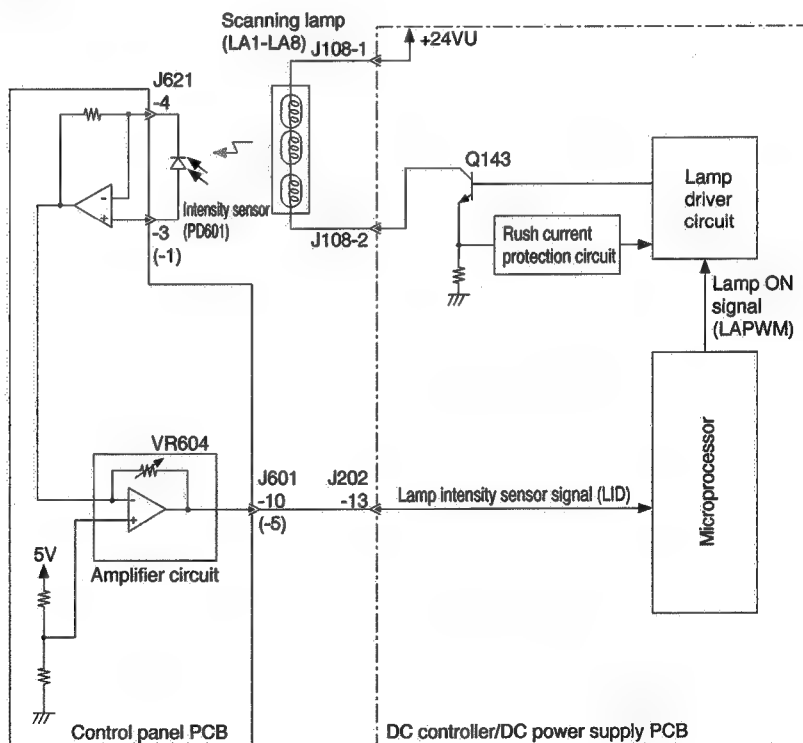 Scanning lamp
(LA1-LA8)
J108-1
+24VU
J621
-4
Q143
Lamp
driver
circuit
Intensity sensor
(PD601)
-3
(-1)
J108-2
Rush current
protection circuit
Lamp ON
signal
(LAPWM)
VR604
J601
J202
-10
-13
(-5)
Lamp intensity sensor signal (LID)
Microprocessor
-
+
-
+
5V
Amplifier circuit
Control panel PCB
DC controller/DC power supply PCB